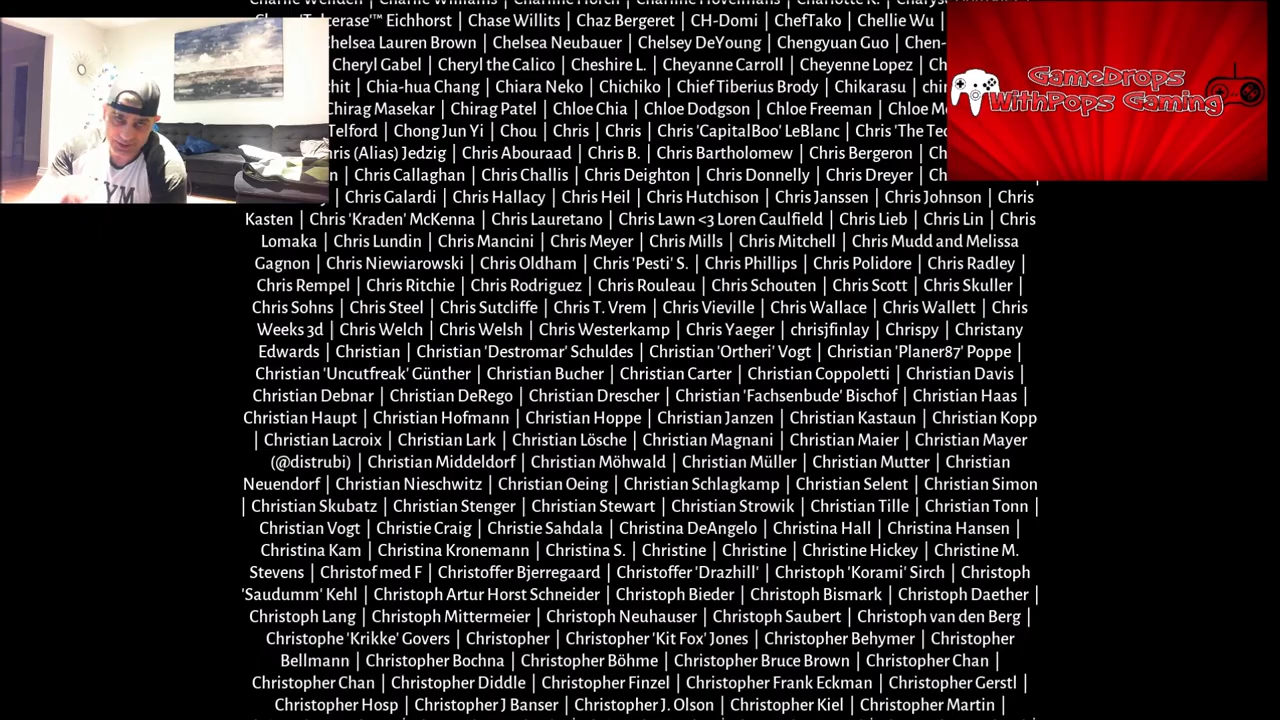 Chase Willits | Chaz Bergeret | CH-Domi | ChefTako | Chellie Wu |
GameDrops
WithPops Gaming
Chelsea Lauren Brown | Chelsea Neubauer | Chelsey DeYoung | Chengyuan Guo |
Cheryl Gabel | Cheryl the Calico | Cheshire L. | Cheyanne Carroll | Cheyenne Lopez |
Chia-hua Chang | Chiara Neko | Chichiko | Chief Tiberius Brody | Chikarasu |
Chirag Masekar | Chirag Patel | Chloe Chia | Chloe Dodgson | Chloe Freeman | Chloe
Telford | Chong Jun Yi | Chou | Chris | Chris | Chris 'CapitalBoo' LeBlanc | Chris 'The
(Alias) Jedzig | Chris Abouraad | Chris B. | Chris Bartholomew | Chris Bergeron |
| Chris Callaghan | Chris Challis | Chris Deighton | Chris Donnelly | Chris Dreyer |
| Chris Galardi | Chris Hallacy | Chris Heil | Chris Hutchison | Chris Janssen | Chris Johnson | Chris
Kasten | Chris 'Kraden' McKenna | Chris Lauretano | Chris Lawn <3 Loren Caulfield | Chris Lieb | Chris Lin | Chris
Lomaka | Chris Lundin | Chris Mancini | Chris Meyer | Chris Mills | Chris Mitchell | Chris Mudd and Melissa
Gagnon | Chris Niewiarowski | Chris Oldham | Chris 'Pesti' S. | Chris Phillips | Chris Polidore | Chris Radley |
Chris Rempel | Chris Ritchie | Chris Rodriguez | Chris Rouleau | Chris Schouten | Chris Scott | Chris Skuller |
Chris Sohns | Chris Steel | Chris Sutcliffe | Chris T. Vrem | Chris Vieville | Chris Wallace | Chris Wallett | Chris
Weeks 3d | Chris Welch | Chris Welsh | Chris Westerkamp | Chris Yaeger | chrisjfinlay | Chrispy | Christany
Edwards | Christian | Christian 'Destromar' Schuldes | Christian 'Ortheri' Vogt | Christian 'Planer87' Poppe |
Christian 'Uncutfreak' Günther | Christian Bucher | Christian Carter | Christian Coppoletti | Christian Davis |
Christian Debnar | Christian DeRego | Christian Drescher | Christian 'Fachsenbude' Bischof | Christian Haas |
Christian Haupt | Christian Hofmann | Christian Hoppe | Christian Janzen | Christian Kastaun | Christian Kopp
| Christian Lacroix | Christian Lark | Christian Lösche | Christian Magnani | Christian Maier | Christian Mayer
(@distrubi) | Christian Middeldorf | Christian Möhwald | Christian Müller | Christian Mutter | Christian
Neuendorf | Christian Nieschwitz | Christian Oeing | Christian Schlagkamp | Christian Selent | Christian Simon
| Christian Skubatz | Christian Stenger | Christian Stewart | Christian Strowik | Christian Tille | Christian Tonn |
Christian Vogt | Christie Craig | Christie Sahdala | Christina DeAngelo | Christina Hall | Christina Hansen |
Christina Kam | Christina Kronemann | Christina S. | Christine | Christine | Christine Hickey | Christine M.
Stevens | Christof med F | Christoffer Bjerregaard | Christoffer 'Drazhill' | Christoph 'Korami' Sirch | Christoph
'Saudumm' Kehl | Christoph Artur Horst Schneider | Christoph Bieder | Christoph Bismark | Christoph Daether |
Christoph Lang | Christoph Mittermeier | Christoph Neuhauser | Christoph Saubert | Christoph van den Berg |
Christophe 'Krikke' Govers | Christopher | Christopher 'Kit Fox' Jones | Christopher Behymer | Christopher
Bellmann | Christopher Bochna | Christopher Böhme | Christopher Bruce Brown | Christopher Chan |
Christopher Chan | Christopher Diddle | Christopher Finzel | Christopher Frank Eckman | Christopher Gerstl |
Christopher Hosp | Christopher J Banser | Christopher J. Olson | Christopher Kiel | Christopher Martin |